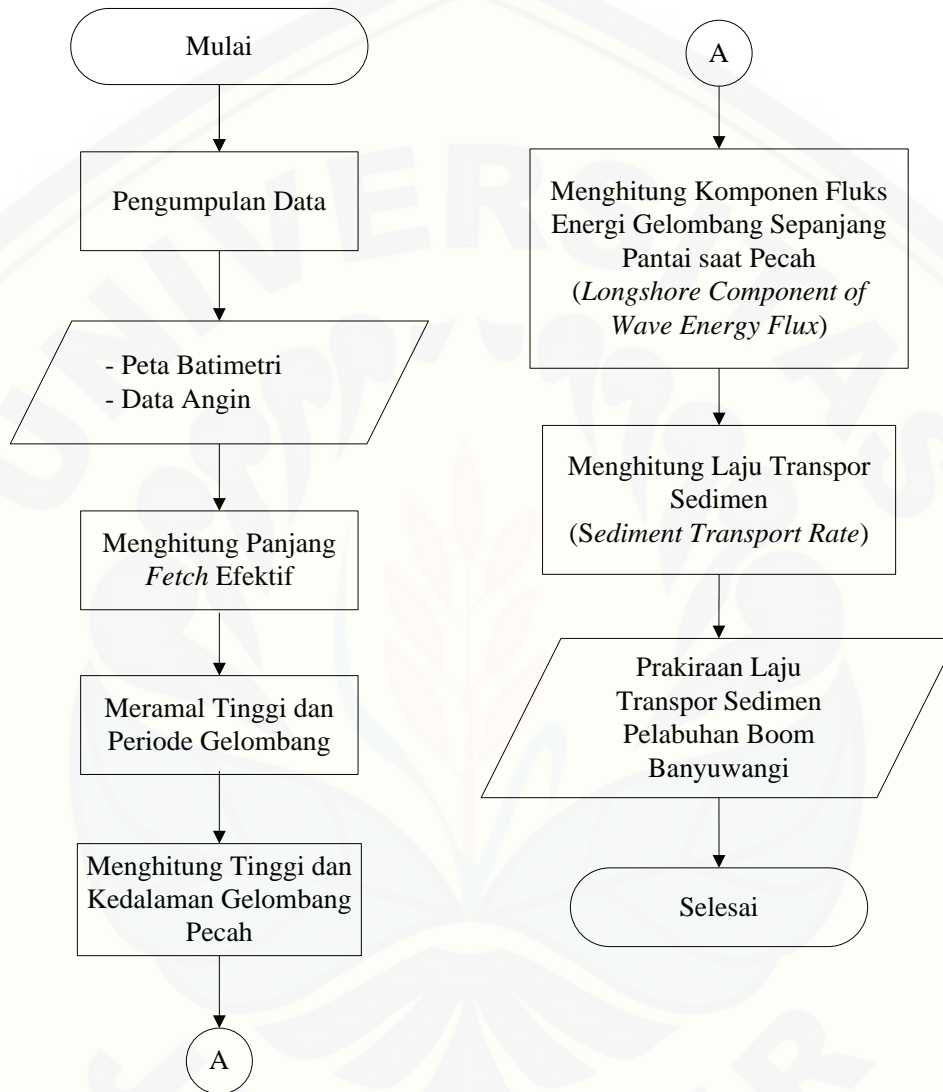 Mulai
Pengumpulan Data
- Peta Batimetri
- Data Angin
Menghitung Panjang
Fetch Efektif
Meramal Tinggi dan
Periode Gelombang
Menghitung Tinggi dan
Kedalaman Gelombang
Pecah
A
A
Menghitung Komponen Fluks
Energi Gelombang Sepanjang
Pantai saat Pecah
(Longshore Component of
Wave Energy Flux)
Menghitung Laju Transpor
Sedimen
(Sediment Transport Rate)
Prakiraan Laju
Transpor Sedimen
Pelabuhan Boom
Banyuwangi
Selesai
UNIVERSITAS